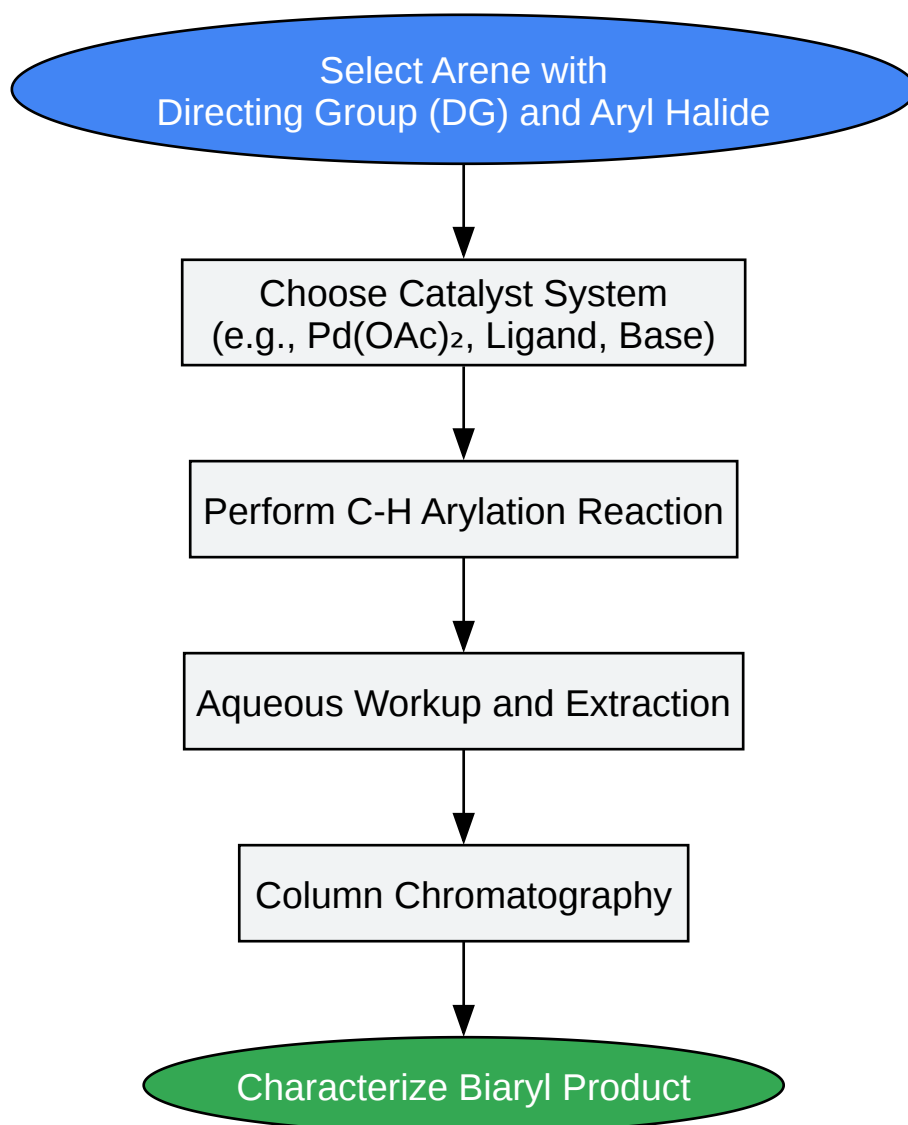 Select Arene with
Directing Group (DG) and Aryl Halide
Choose Catalyst System
(e.g., Pd(OAc)₂, Ligand, Base)
Perform C-H Arylation Reaction
Aqueous Workup and Extraction
Column Chromatography
Characterize Biaryl Product